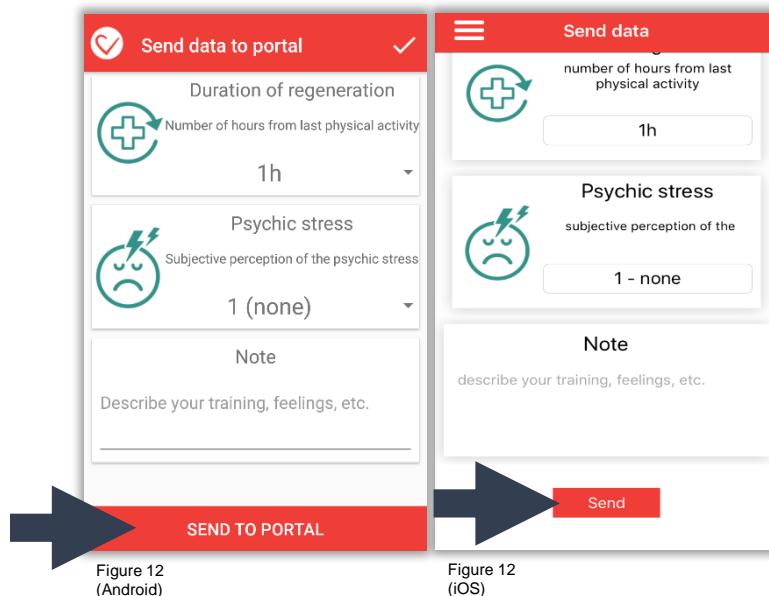 Send data to portal
Duration of regeneration
Number of hours from last physical activity
1h
Psychic stress
Subjective perception of the psychic stress
1 (none)
Note
Describe your training, feelings, etc.
SEND TO PORTAL
Figure 12
(Android)
Send data
number of hours from last
physical activity
1h
Psychic stress
subjective perception of the
1 - none
Note
describe your training, feelings, etc.
Send
Figure 12
(iOS)